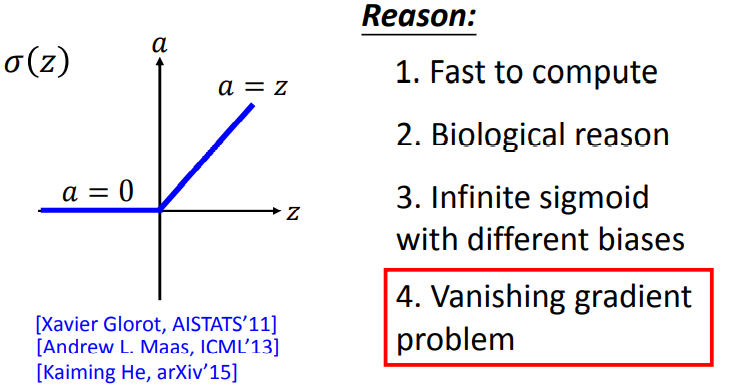 σ(z)
a
a = z
a = 0
z
[Xavier Glorot, AISTATS’11]
[Andrew L. Maas, ICML’13]
[Kaiming He, arXiv’15]
Reason:
1. Fast to compute
2. Biological reason
3. Infinite sigmoid
with different biases
4. Vanishing gradient
problem